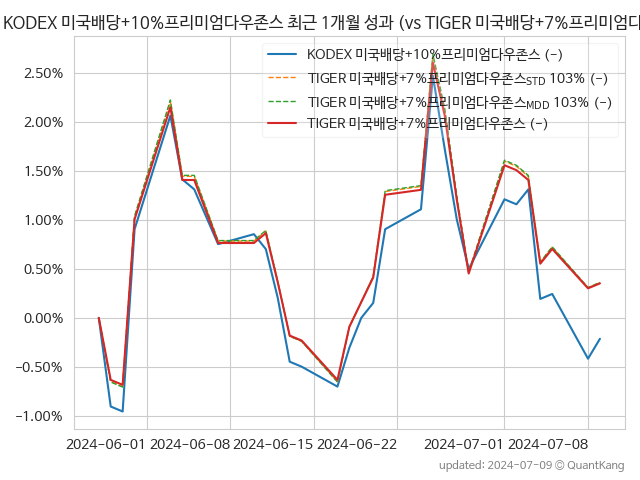 KODEX 미국배당+10%프리미엄다우존스 최근 1개월 성과 (vs TIGER 미국배당+7%프리미엄다
KODEX 미국배당+10%프리미엄다우존스 (−)
TIGER 미국배당+7%프리미엄다우존스STD 103% (−)
TIGER 미국배당+7%프리미엄다우존스MDD 103% (−)
TIGER 미국배당+7%프리미엄다우존스 (−)
2.50%
2.00%
1.50%
1.00%
0.50%
0.00%
−0.50%
−1.00%
2024-06-01 2024-06-08 2024-06-15 2024-06-22 2024-07-01 2024-07-08
updated: 2024-07-09 © QuantKang